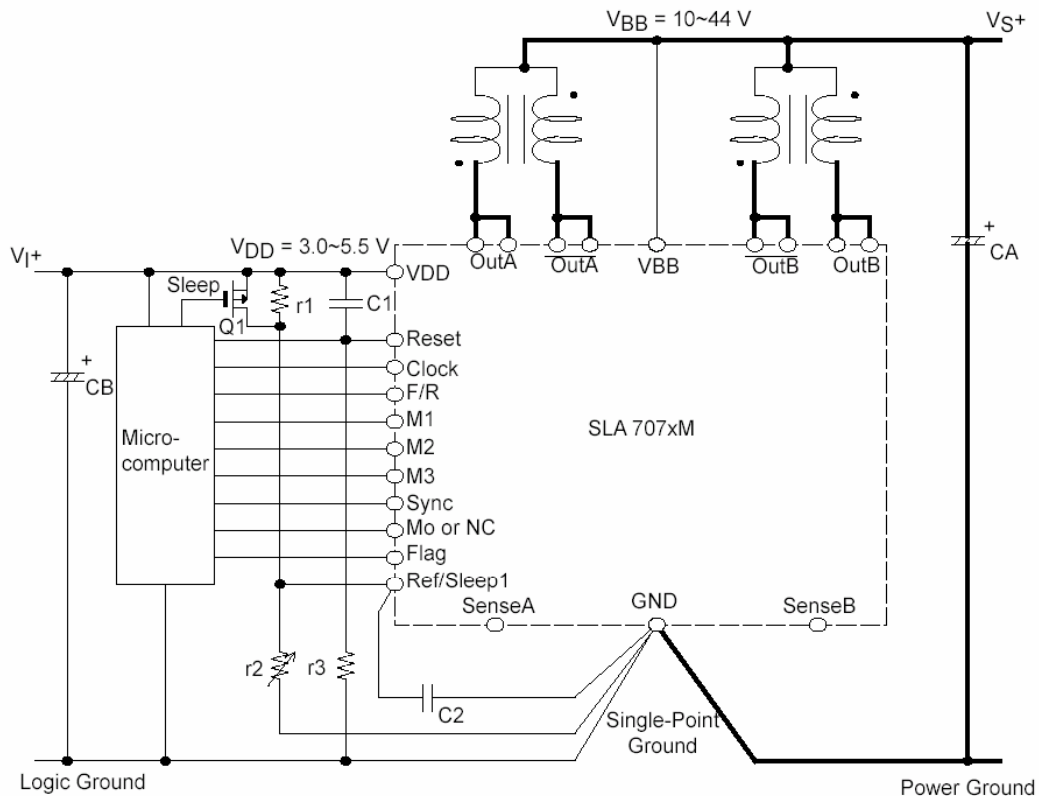 V_BB = 10~44 V
V_S+
OutA
OutA
VBB
OutB
OutB
+
CA
V_I+
V_DD = 3.0~5.5 V
VDD
Sleep
Q1
r1
C1
+
CB
Micro-
computer
Reset
Clock
F/R
M1
M2
M3
Sync
Mo or NC
Flag
Ref/Sleep1
SLA 707xM
SenseA
GND
SenseB
r2
r3
C2
Single-Point
Ground
Logic Ground
Power Ground